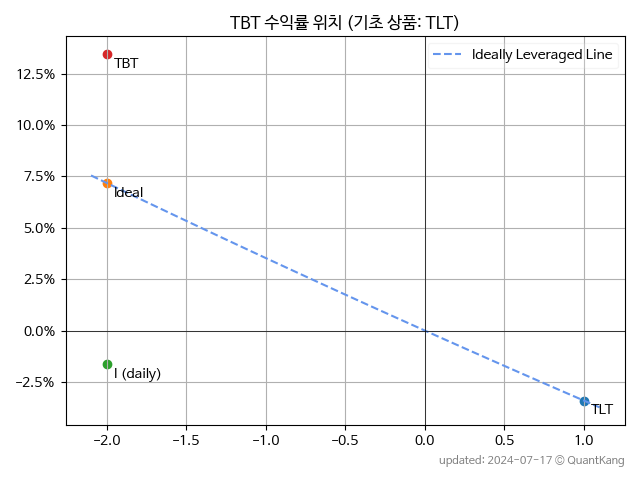 TBT 수익률 위치 (기초 상품: TLT)
Ideally Leveraged Line
12.5%
10.0%
7.5%
5.0%
2.5%
0.0%
−2.5%
TBT
Ideal
I (daily)
TLT
−2.0 −1.5 −1.0 −0.5 0.0 0.5 1.0
updated: 2024-07-17 © QuantKang